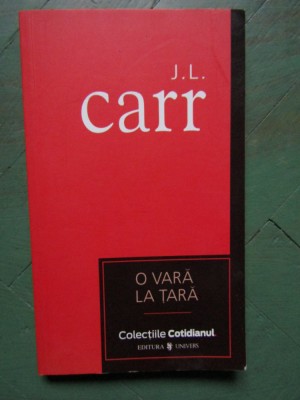 J.L.
carr
O VARĂ
LA ȚARĂ
Colecțiile Cotidianul
EDITURA UNIVERS